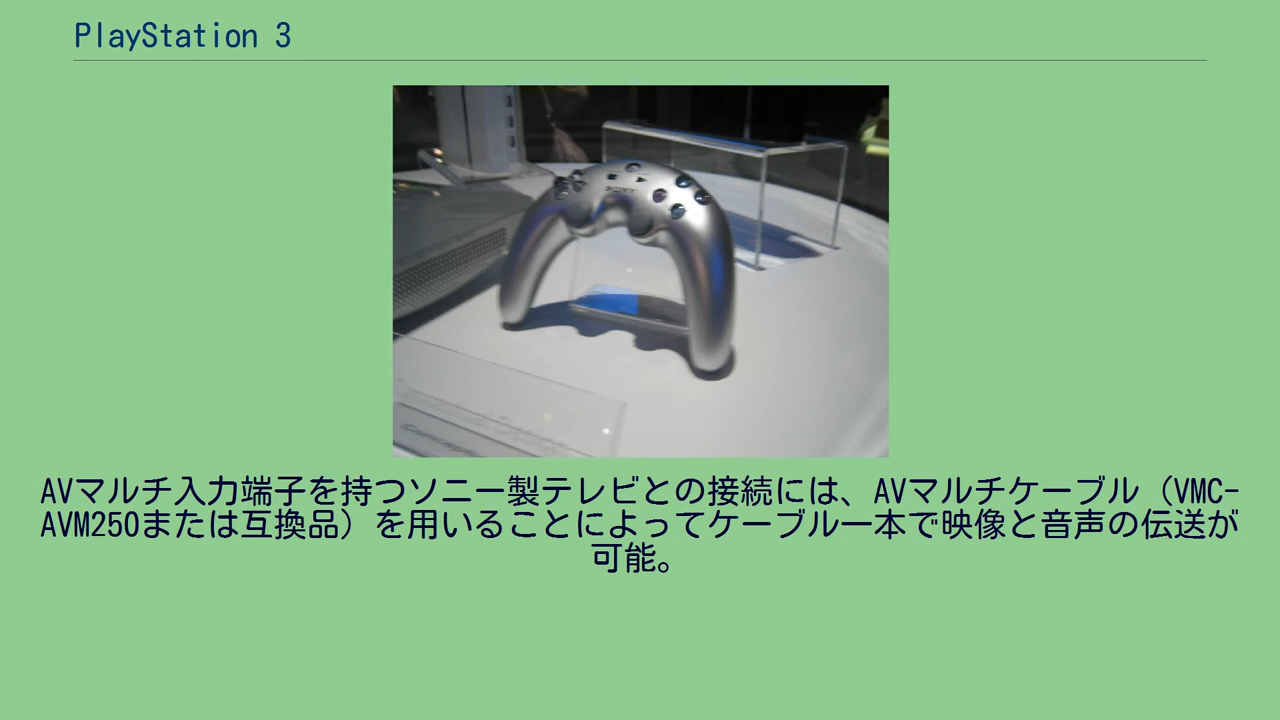 PlayStation 3
SONY
AVマルチ入力端子を持つソニー製テレビとの接続には、AVマルチケーブル（VMC-
AVM250または互換品）を用いることによってケーブル一本で映像と音声の伝送が
可能。